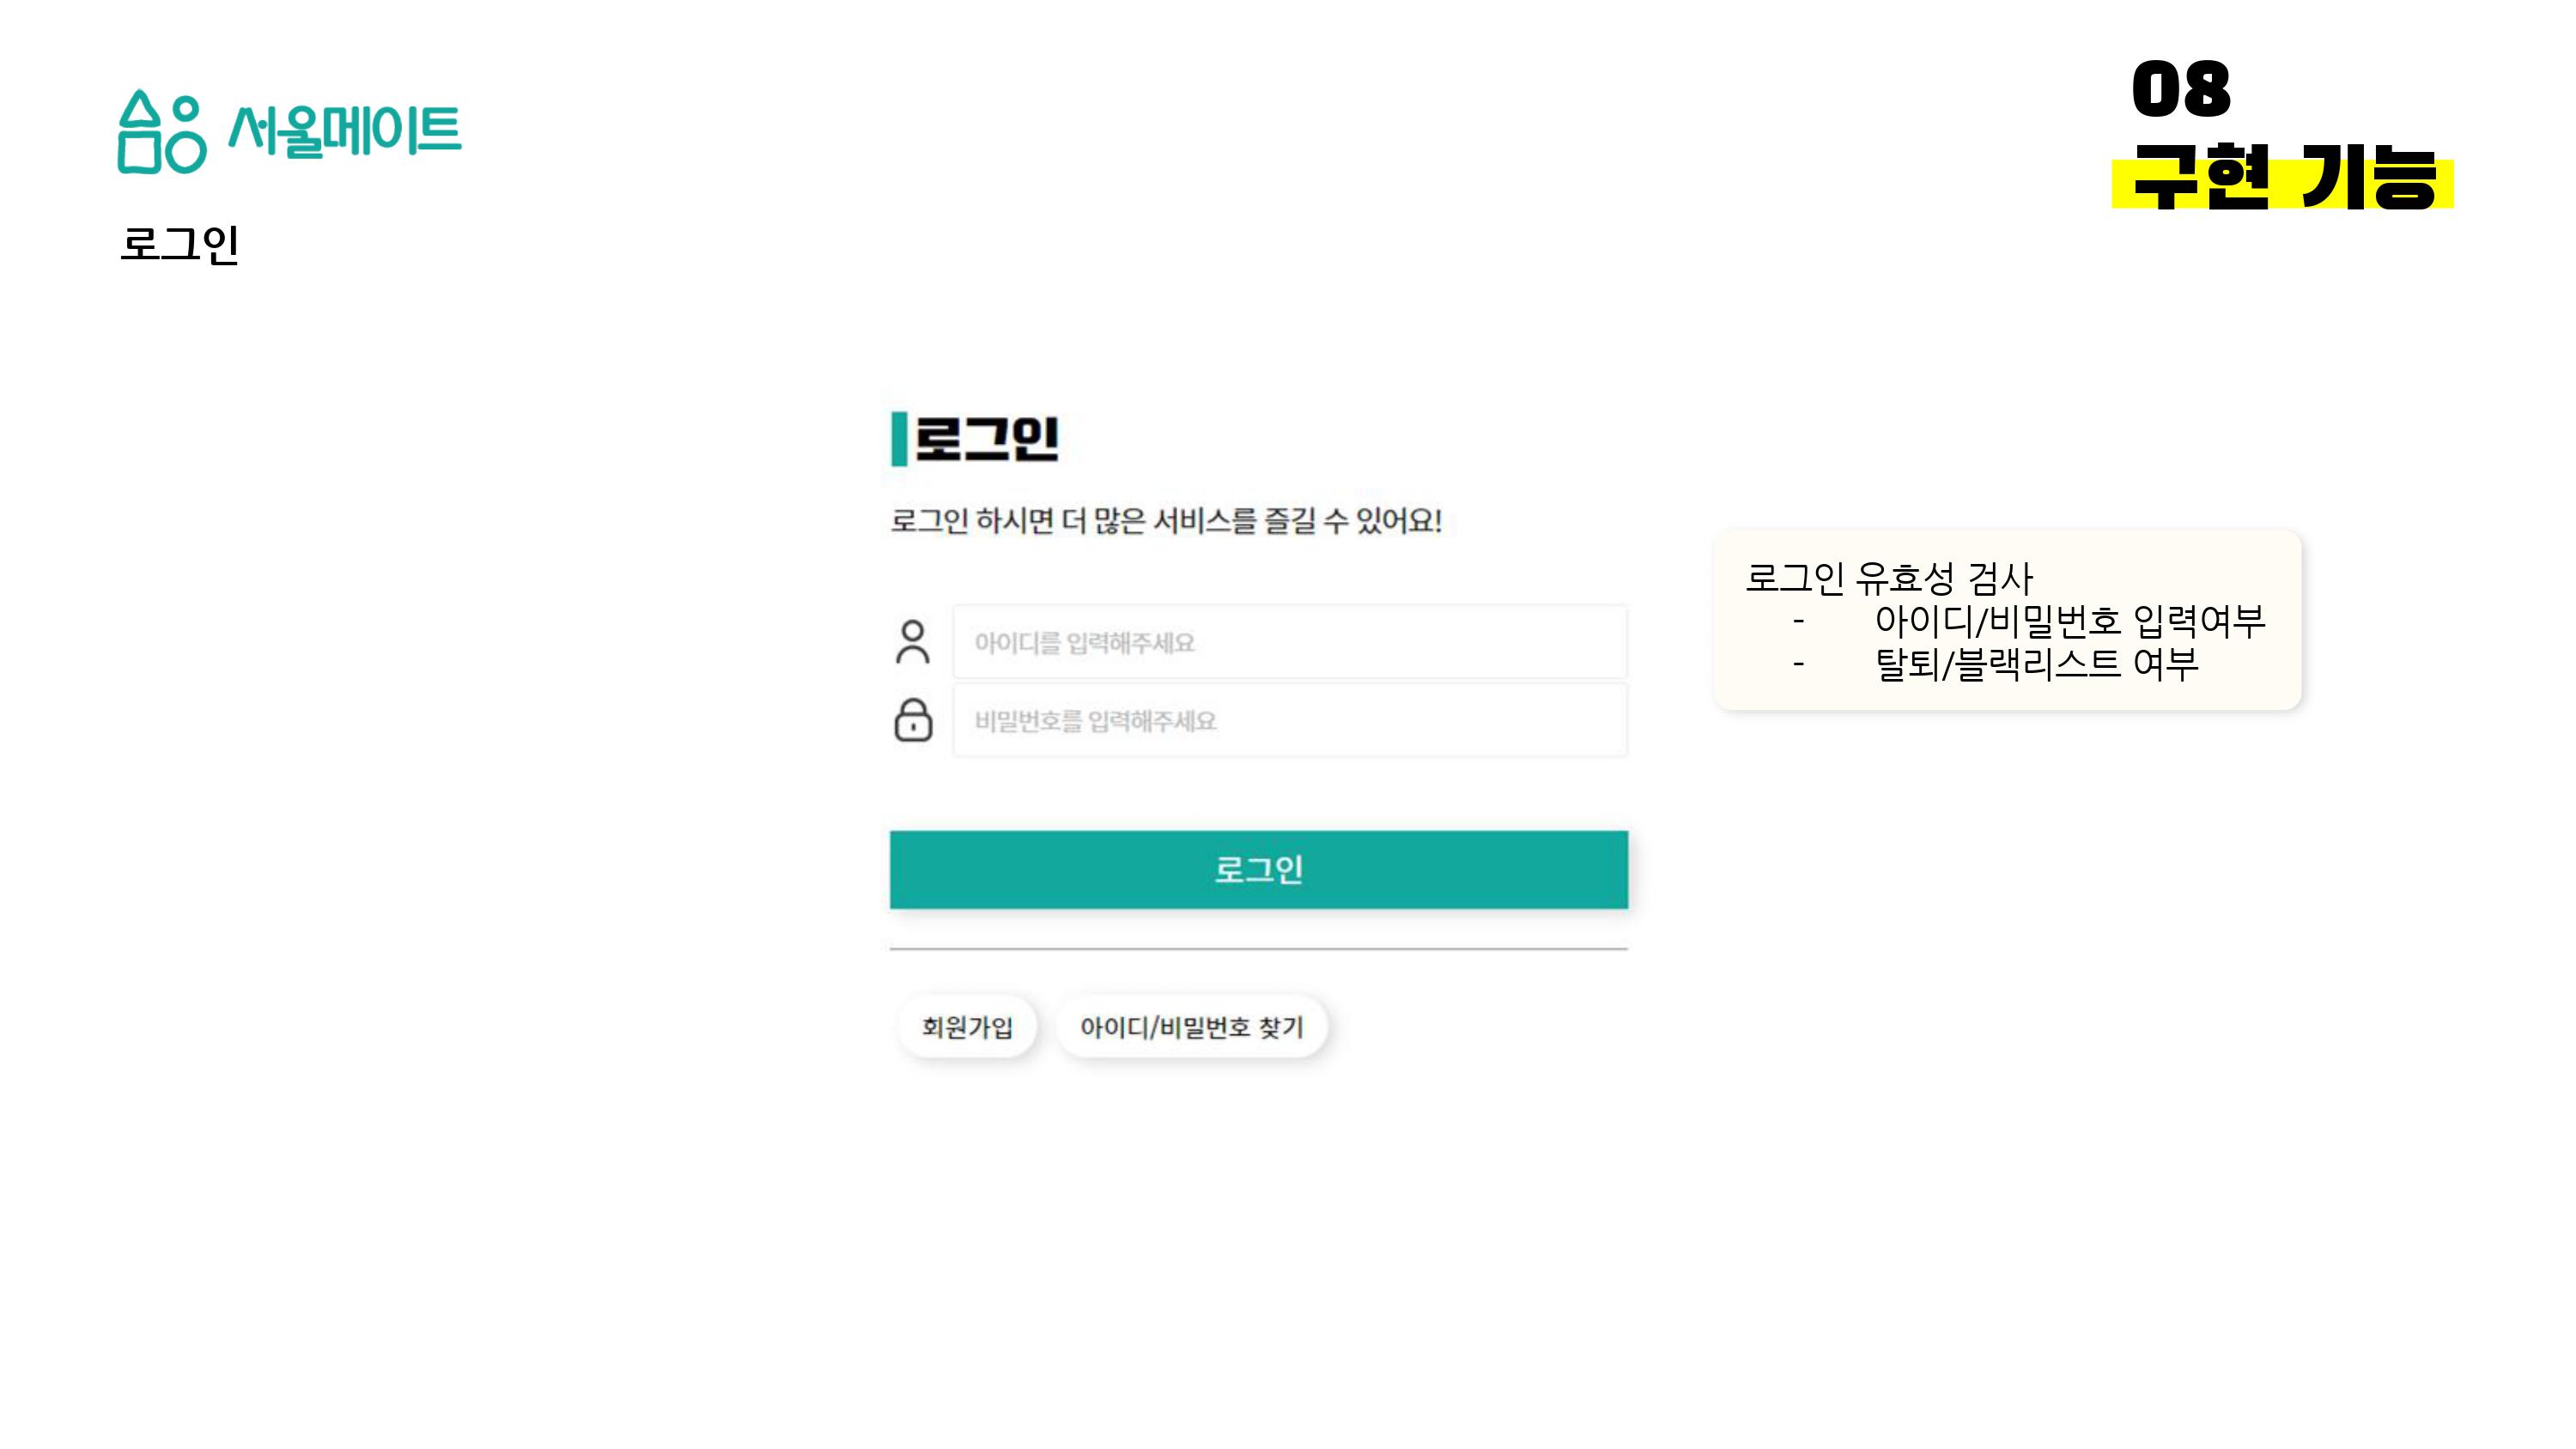 서울메이트
08
구현 기능
로그인
로그인
로그인 하시면 더 많은 서비스를 즐길 수 있어요!
아이디를 입력해주세요
비밀번호를 입력해주세요
로그인
회원가입
아이디/비밀번호 찾기
로그인 유효성 검사
- 아이디/비밀번호 입력여부
- 탈퇴/블랙리스트 여부